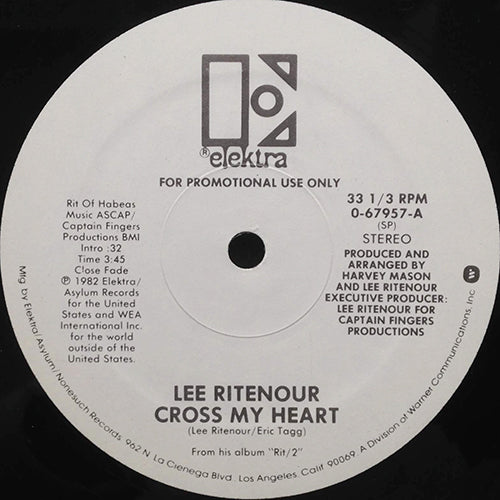 ® elektra
FOR PROMOTIONAL USE ONLY
Rit Of Habeas
Music ASCAP/
Captain Fingers
Productions BMI
Intro :32
Time 3:45
Close Fade
℗ 1982 Elektra/
Asylum Records
for the United
States and WEA
International Inc.
for the world
outside of the
United States.
33 1/3 RPM
0-67957-A
(SP)
STEREO
PRODUCED AND
ARRANGED BY
HARVEY MASON
AND LEE RITENOUR
EXECUTIVE PRODUCER:
LEE RITENOUR FOR
CAPTAIN FINGERS
PRODUCTIONS
LEE RITENOUR
CROSS MY HEART
(Lee Ritenour/Eric Tagg)
From his album "Rit/2"
Mfg by Elektra/Asylum/Nonesuch Records 962 N. La Cienega Blvd. Los Angeles, Calif. 90069. A Division of Warner Communications, Inc.